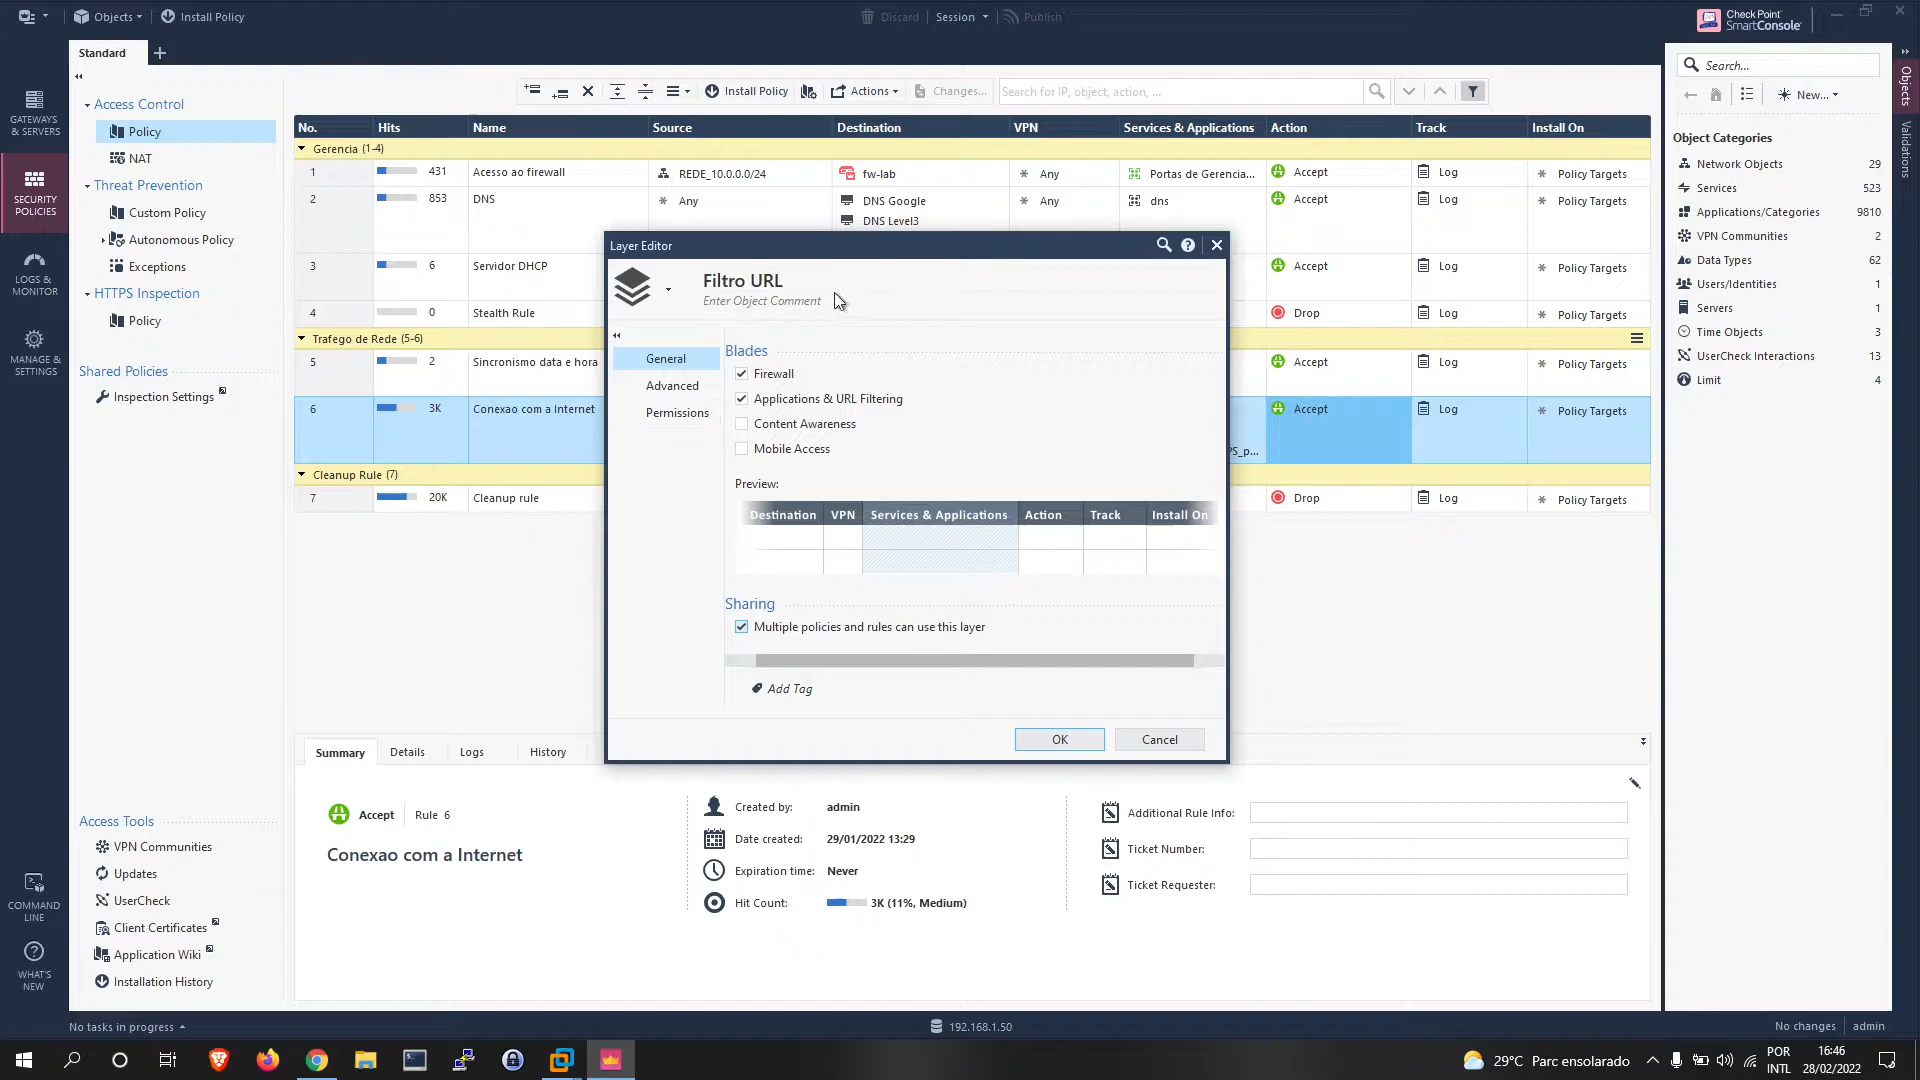 Objects
Install Policy
Discard
Session
Publish
Check Point
SmartConsole
Standard
GATEWAYS
& SERVERS
SECURITY
POLICIES
LOGS &
MONITOR
MANAGE &
SETTINGS
COMMAND
LINE
WHAT'S
NEW
Access Control
Policy
NAT
Threat Prevention
Custom Policy
Autonomous Policy
Exceptions
HTTPS Inspection
Policy
Shared Policies
Inspection Settings
Access Tools
VPN Communities
Updates
UserCheck
Client Certificates
Application Wiki
Installation History
Install Policy
Actions
Changes...
Search for IP, object, action, ...
No. Hits Name Source Destination VPN Services & Applications Action Track Install On
Gerencia (1-4)
1 431 Acesso ao firewall REDE_10.0.0.0/24 fw-lab Any Portas de Gerencia... Accept Log Policy Targets
2 853 DNS Any DNS Google Any dns Accept Log Policy Targets
DNS Level3
3 6 Servidor DHCP Accept Log Policy Targets
4 0 Stealth Rule Drop Log Policy Targets
Trafego de Rede (5-6)
5 2 Sincronismo data e hora Accept Log Policy Targets
6 3K Conexao com a Internet Accept Log Policy Targets
PS_p...
Cleanup Rule (7)
7 20K Cleanup rule Drop Log Policy Targets
Layer Editor
Filtro URL
Enter Object Comment
General
Advanced
Permissions
Blades
Firewall
Applications & URL Filtering
Content Awareness
Mobile Access
Preview:
Destination VPN Services & Applications Action Track Install On
Sharing
Multiple policies and rules can use this layer
Add Tag
OK
Cancel
Summary Details Logs History
Accept Rule 6
Conexao com a Internet
Created by: admin
Date created: 29/01/2022 13:29
Expiration time: Never
Hit Count: 3K (11%, Medium)
Additional Rule Info:
Ticket Number:
Ticket Requester:
Search...
New...
Object Categories
Network Objects 29
Services 523
Applications/Categories 9810
VPN Communities 2
Data Types 62
Users/Identities 1
Servers 1
Time Objects 3
UserCheck Interactions 13
Limit 4
Objects
Validations
No tasks in progress
192.168.1.50
No changes
admin
29°C Parc ensolarado
POR
INTL
16:46
28/02/2022